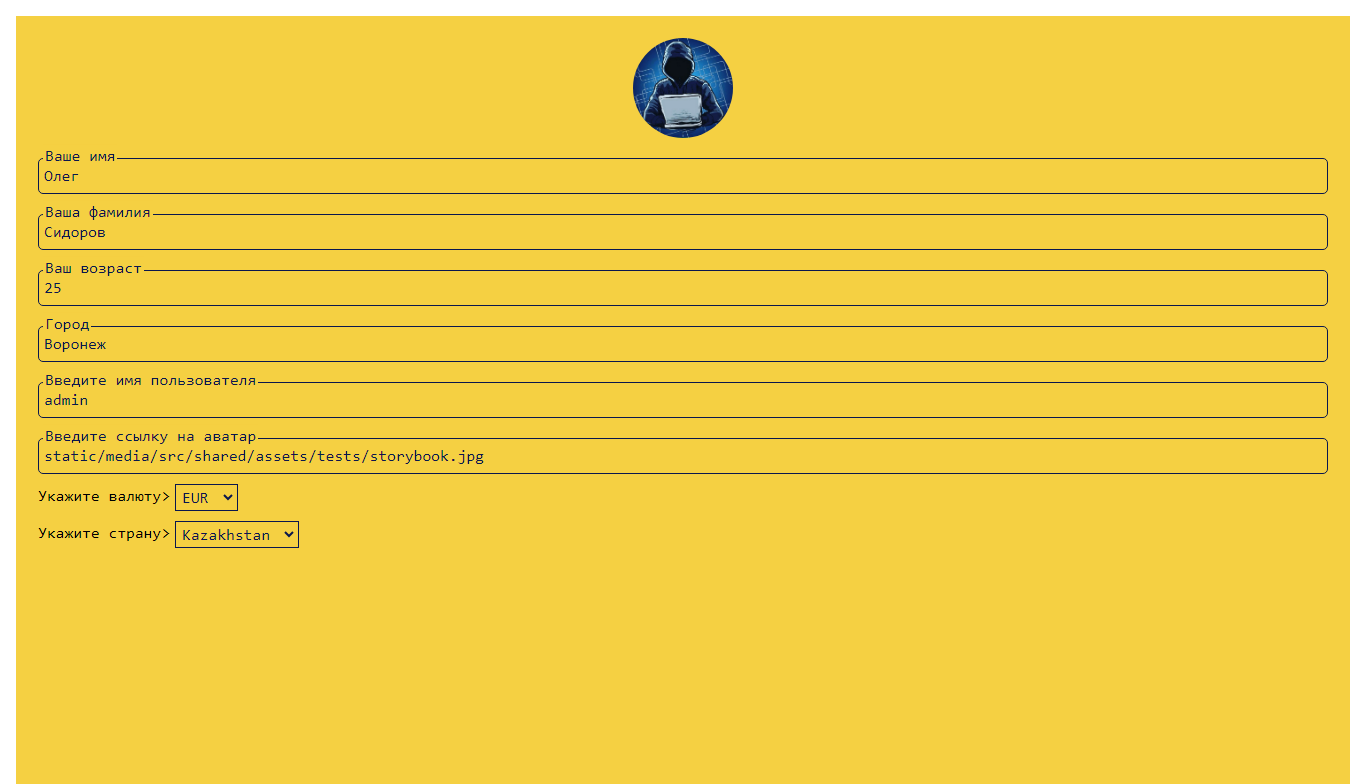 Ваше имя
Олег
Ваша фамилия
Сидоров
Ваш возраст
25
Город
Воронеж
Введите имя пользователя
admin
Введите ссылку на аватар
static/media/src/shared/assets/tests/storybook.jpg
Укажите валюту> EUR
Укажите страну> Kazakhstan